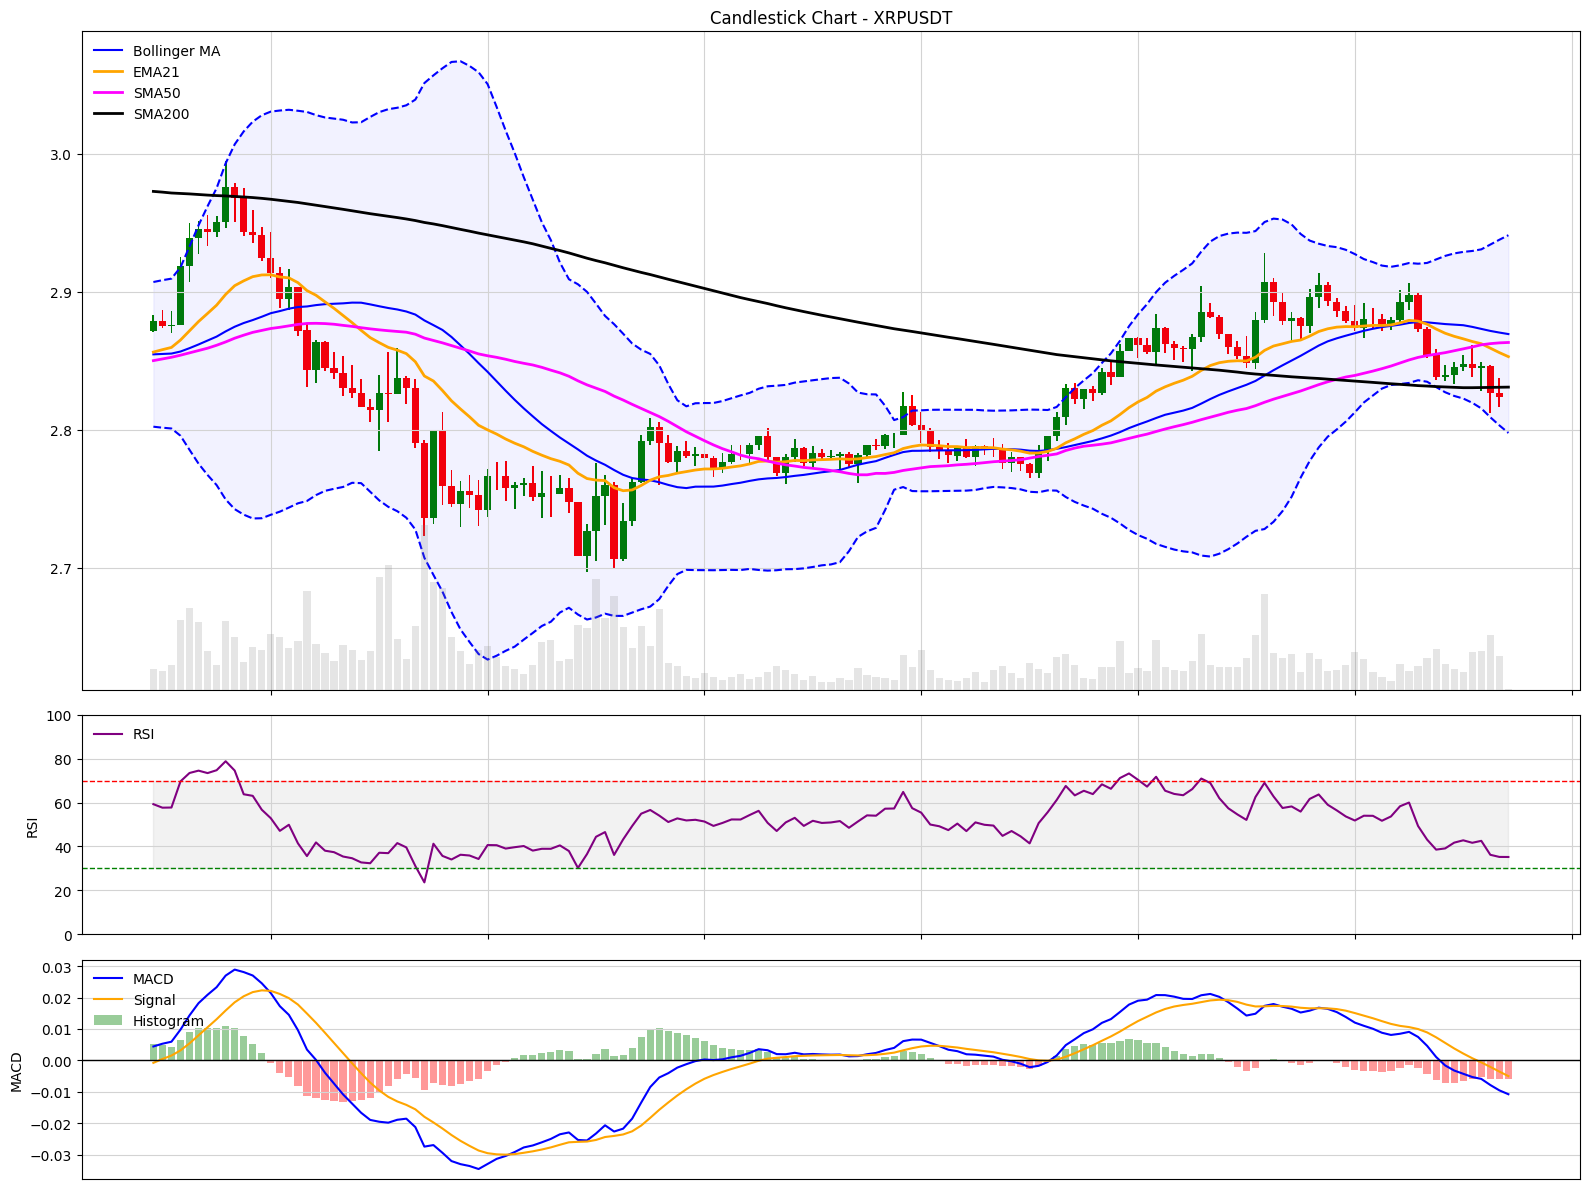 Candlestick Chart - XRPUSDT
Bollinger MA
EMA21
SMA50
SMA200
3.0
2.9
2.8
2.7
RSI
100
80
60
40
20
0
RSI
MACD
Signal
Histogram
0.03
0.02
0.01
0.00
−0.01
−0.02
−0.03
MACD